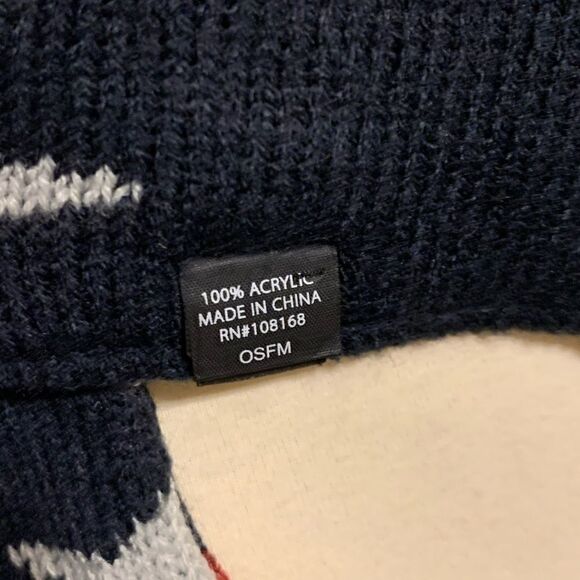 100% ACRYLIC
MADE IN CHINA
RN#108168
OSFM